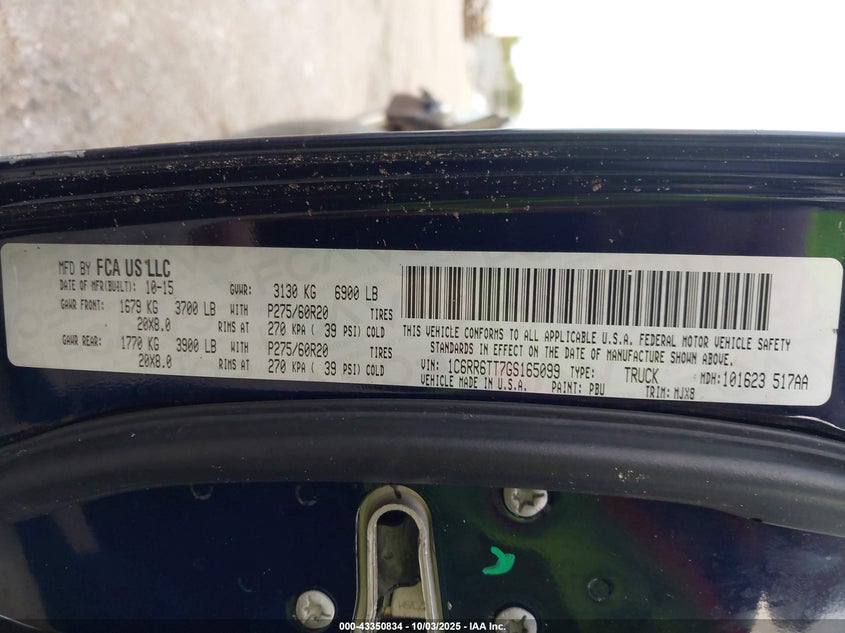 MFD BY FCA US LLC
DATE OF MFR(BUILT): 10-15 GVWR: 3130 KG 6900 LB
GAWR FRONT: 1679 KG 3700 LB WITH P275/60R20 TIRES
20X8.0 RIMS AT 270 KPA ( 39 PSI) COLD
GAWR REAR: 1770 KG 3900 LB WITH P275/60R20 TIRES
20X8.0 RIMS AT 270 KPA ( 39 PSI) COLD
THIS VEHICLE CONFORMS TO ALL APPLICABLE U.S.A. FEDERAL MOTOR VEHICLE SAFETY
STANDARDS IN EFFECT ON THE DATE OF MANUFACTURE SHOWN ABOVE.
VIN: 1C6RR6TT7GS165099 TYPE: TRUCK MDH:101623 517AA
VEHICLE MADE IN U.S.A. PAINT: PBU TRIM: MJX8
000-43350834 - 10/03/2025 - IAA Inc.